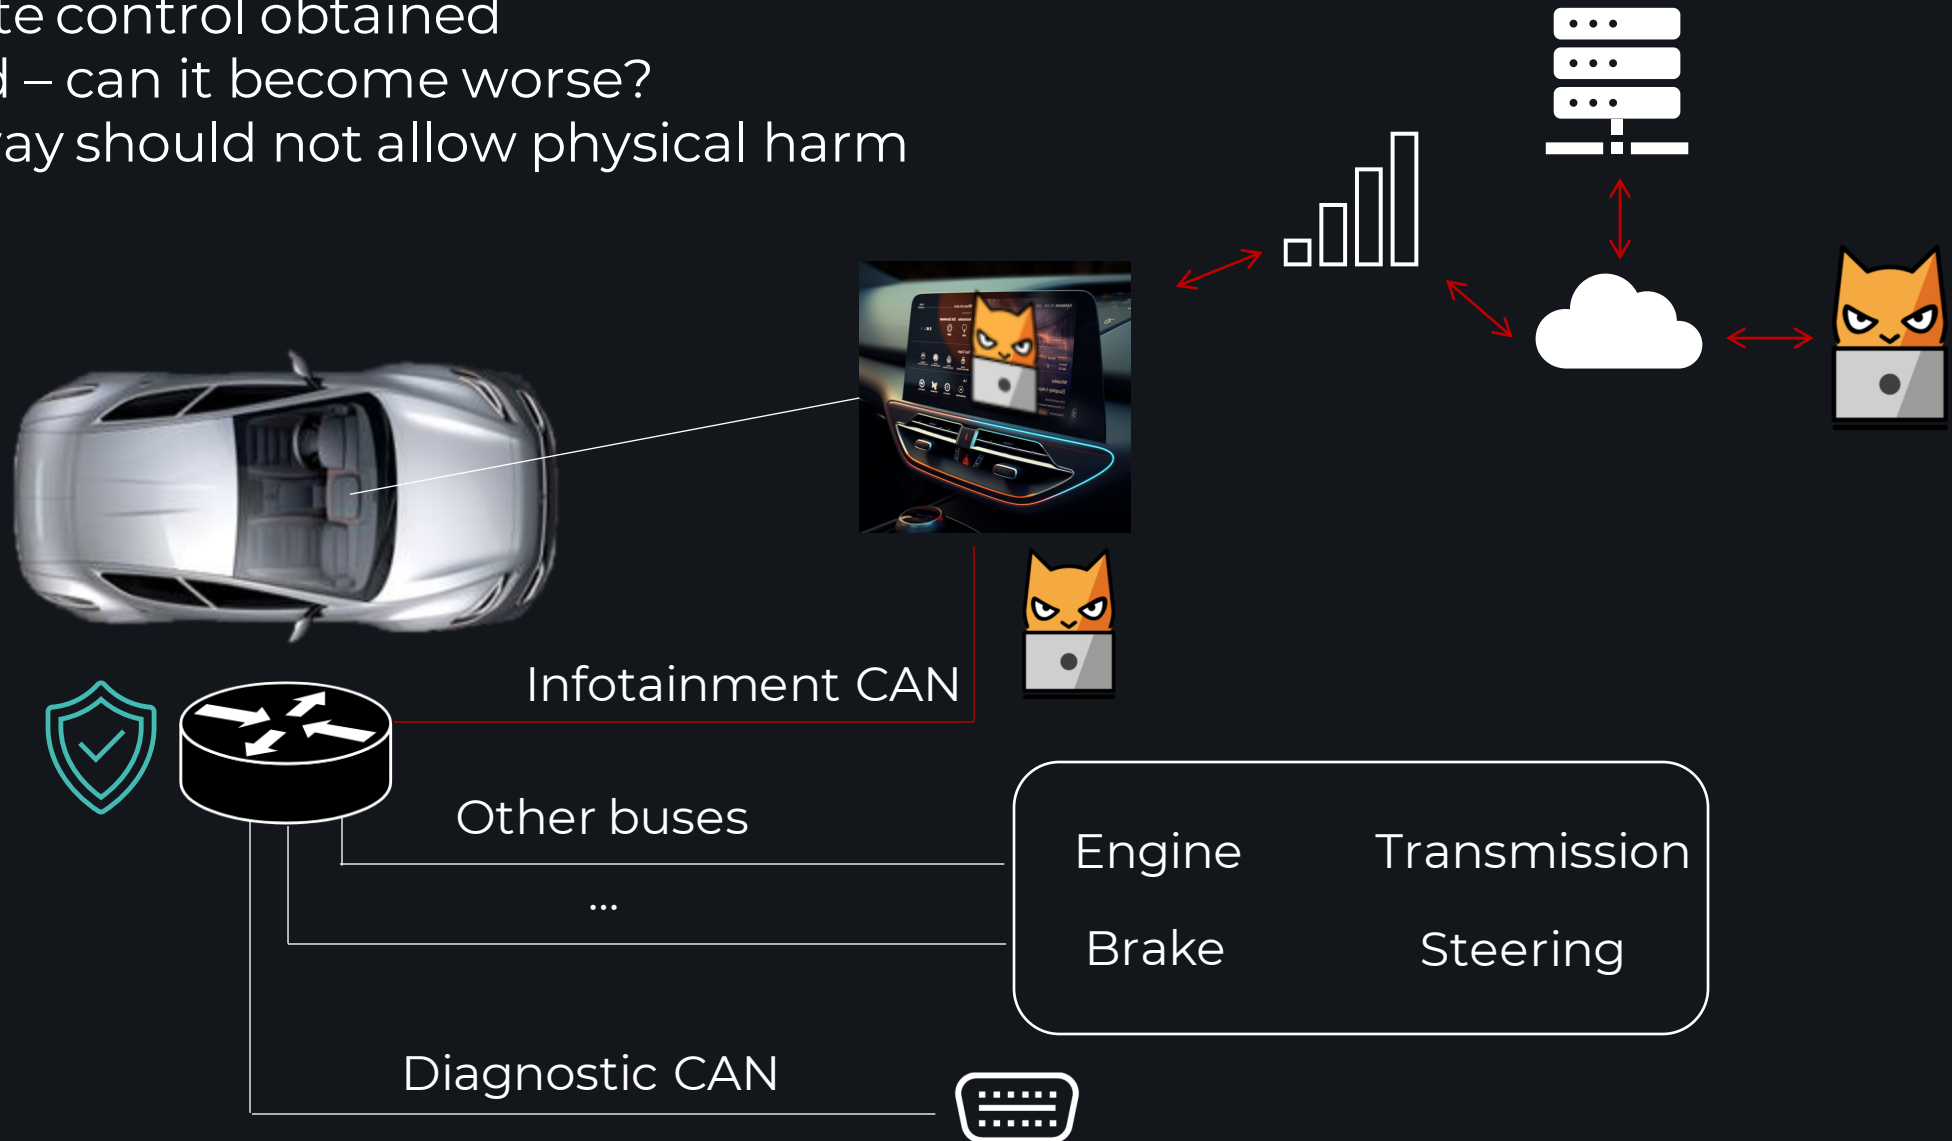 te control obtained
d – can it become worse?
vay should not allow physical harm
Infotainment CAN
Other buses
...
Engine
Transmission
Brake
Steering
Diagnostic CAN